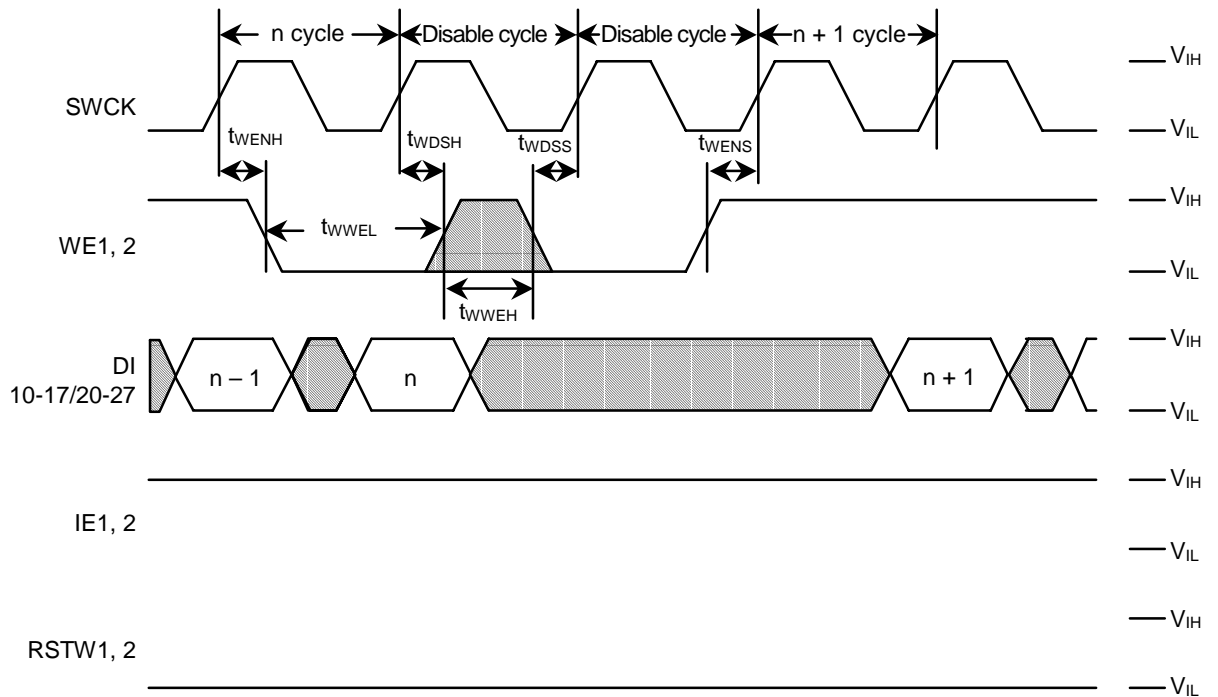 n cycle Disable cycle Disable cycle n + 1 cycle
VIH
SWCK
VIL
tWENH tWDSH tWDSS tWENS
VIH
WE1, 2
tWWEL
VIL
tWWEH
VIH
DI
10-17/20-27
n – 1 n n + 1
VIL
VIH
IE1, 2
VIL
VIH
RSTW1, 2
VIL